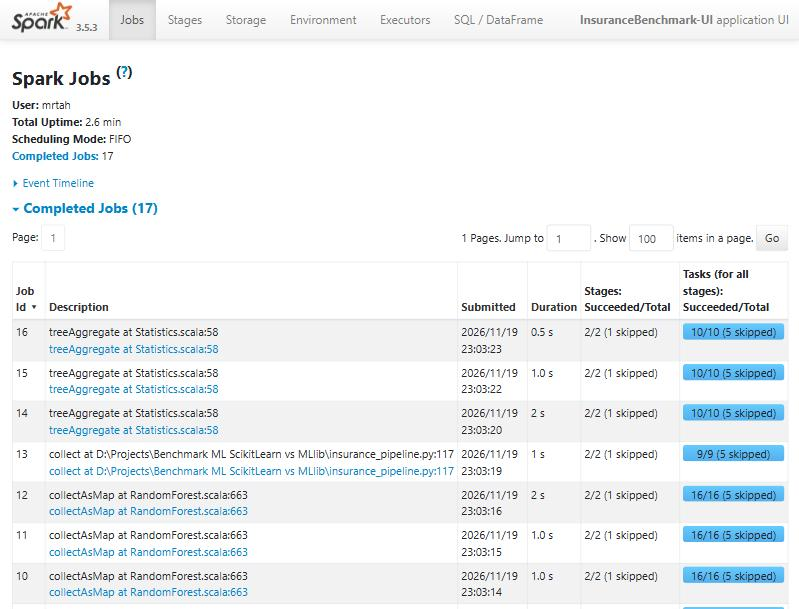 APACHE Spark 3.5.3 Jobs Stages Storage Environment Executors SQL / DataFrame InsuranceBenchmark-UI application UI
Spark Jobs (?)
User: mrtah
Total Uptime: 2.6 min
Scheduling Mode: FIFO
Completed Jobs: 17
Event Timeline
Completed Jobs (17)
Page: 1 1 Pages. Jump to 1 . Show 100 items in a page. Go
Job Id ▾ Description Submitted Duration Stages: Succeeded/Total Tasks (for all stages): Succeeded/Total
16 treeAggregate at Statistics.scala:58 2026/11/19 0.5 s 2/2 (1 skipped) 10/10 (5 skipped)
treeAggregate at Statistics.scala:58 23:03:23
15 treeAggregate at Statistics.scala:58 2026/11/19 1.0 s 2/2 (1 skipped) 10/10 (5 skipped)
treeAggregate at Statistics.scala:58 23:03:22
14 treeAggregate at Statistics.scala:58 2026/11/19 2 s 2/2 (1 skipped) 10/10 (5 skipped)
treeAggregate at Statistics.scala:58 23:03:20
13 collect at D:\Projects\Benchmark ML ScikitLearn vs MLlib\insurance_pipeline.py:117 2026/11/19 1 s 2/2 (1 skipped) 9/9 (5 skipped)
collect at D:\Projects\Benchmark ML ScikitLearn vs MLlib\insurance_pipeline.py:117 23:03:19
12 collectAsMap at RandomForest.scala:663 2026/11/19 2 s 2/2 (1 skipped) 16/16 (5 skipped)
collectAsMap at RandomForest.scala:663 23:03:16
11 collectAsMap at RandomForest.scala:663 2026/11/19 1.0 s 2/2 (1 skipped) 16/16 (5 skipped)
collectAsMap at RandomForest.scala:663 23:03:15
10 collectAsMap at RandomForest.scala:663 2026/11/19 1.0 s 2/2 (1 skipped) 16/16 (5 skipped)
collectAsMap at RandomForest.scala:663 23:03:14